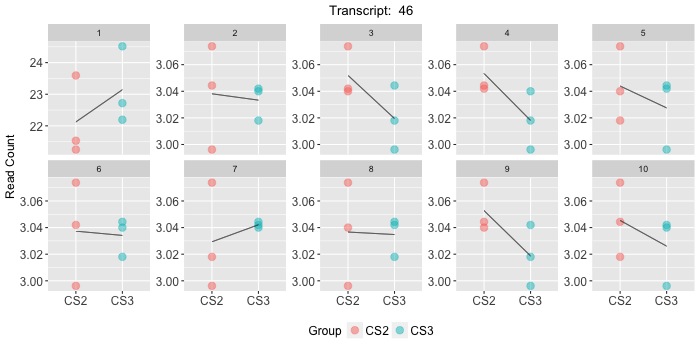 Transcript: 46
1 2 3 4 5
24 3.06 3.06 3.06 3.06
23 3.04 3.04 3.04 3.04
3.02 3.02 3.02 3.02
22
3.00 3.00 3.00 3.00
Read Count
6 7 8 9 10
3.06 3.06 3.06 3.06 3.06
3.04 3.04 3.04 3.04 3.04
3.02 3.02 3.02 3.02 3.02
3.00 3.00 3.00 3.00 3.00
CS2 CS3 CS2 CS3 CS2 CS3 CS2 CS3 CS2 CS3
Group CS2 CS3